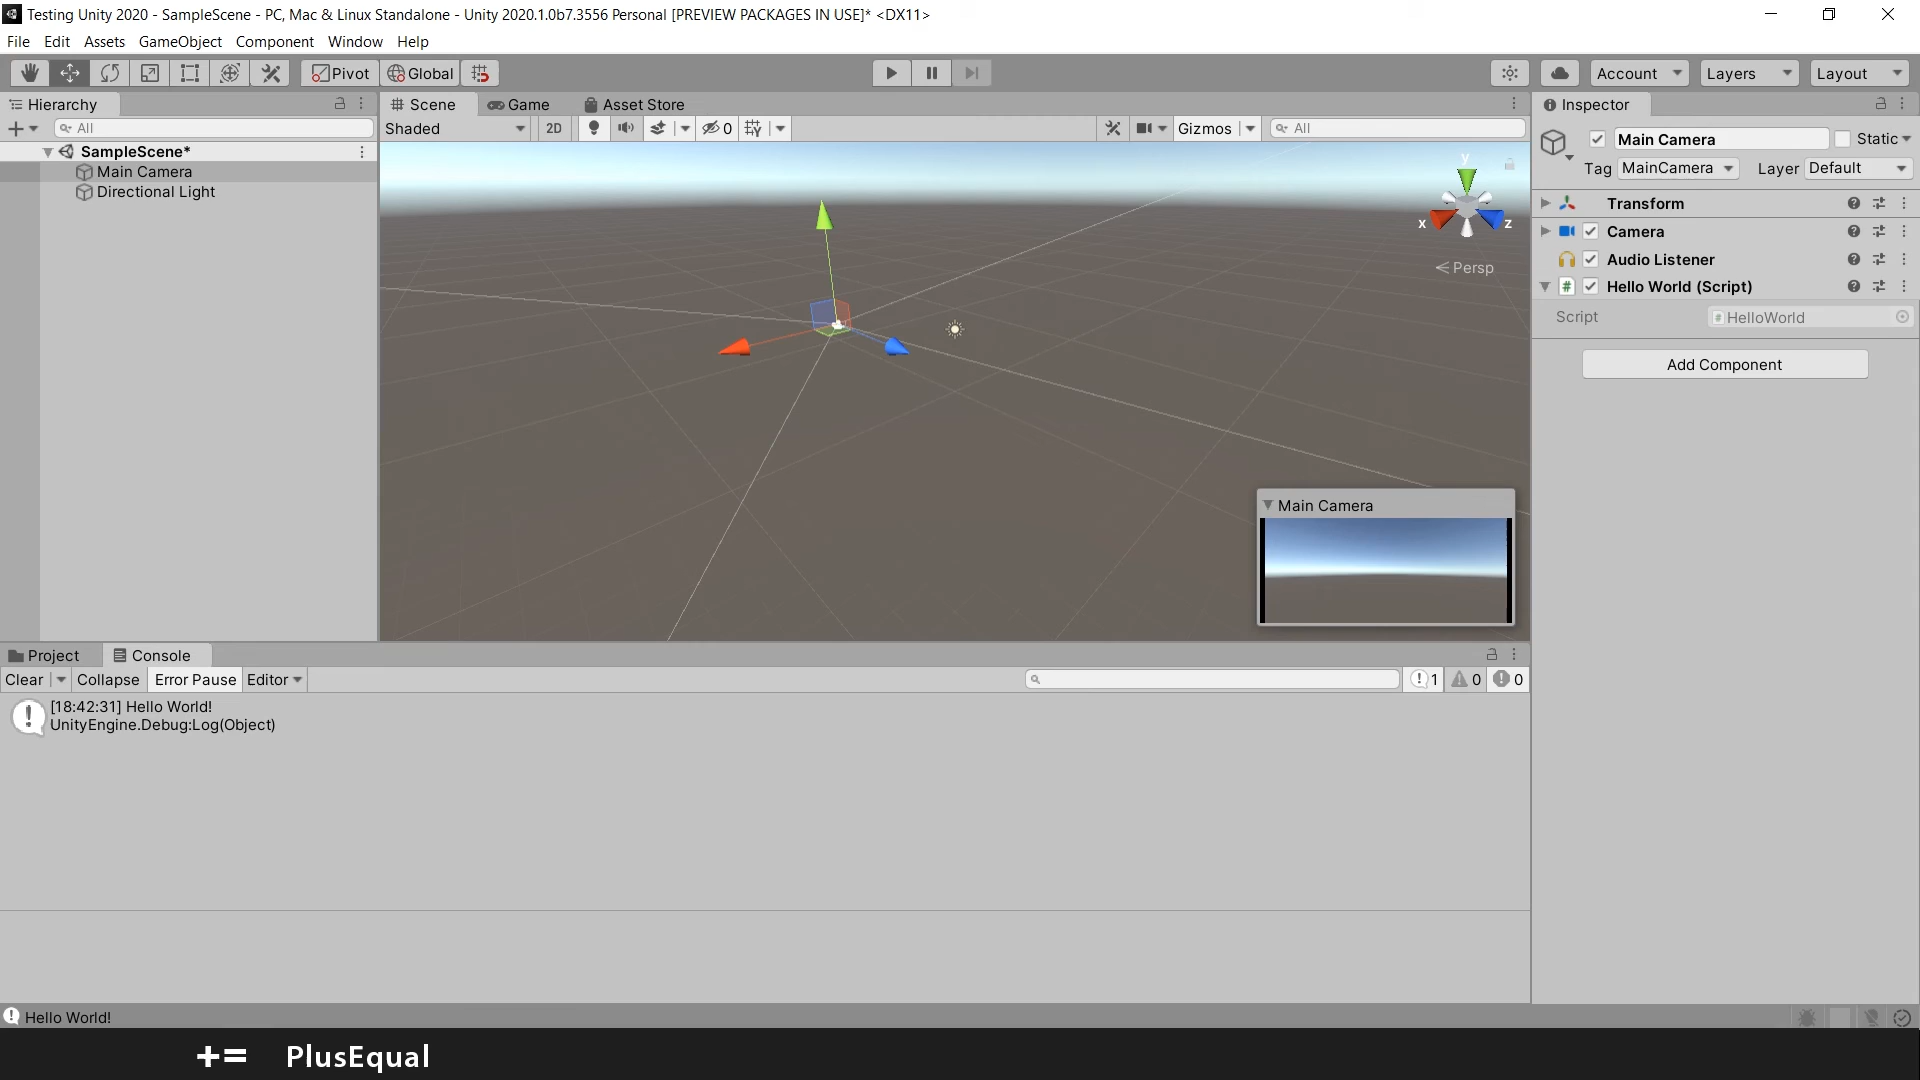 Testing Unity 2020 - SampleScene - PC, Mac & Linux Standalone - Unity 2020.1.0b7.3556 Personal [PREVIEW PACKAGES IN USE]* <DX11>
File Edit Assets GameObject Component Window Help
Pivot Global Account Layers Layout
Hierarchy
All
SampleScene*
Main Camera
Directional Light
Scene Game Asset Store
Shaded 2D 0 Gizmos All
y
x z
Persp
Main Camera
Inspector
Main Camera Static
Tag MainCamera Layer Default
Transform
Camera
Audio Listener
# Hello World (Script)
Script # HelloWorld
Add Component
Project Console
Clear Collapse Error Pause Editor 1 0 0
[18:42:31] Hello World!
UnityEngine.Debug:Log(Object)
Hello World!
+= PlusEqual